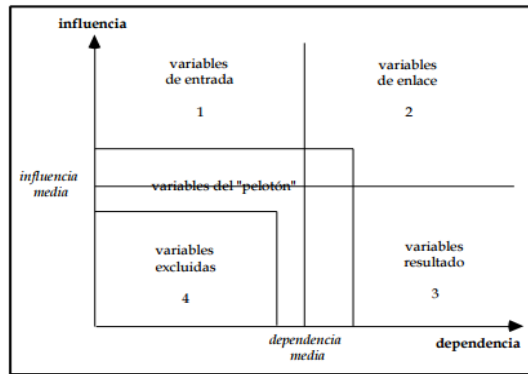 influencia
variables
de entrada
1
variables
de enlace
2
influencia
media
variables del "pelotón"
variables
excluidas
4
variables
resultado
3
dependencia
media
dependencia